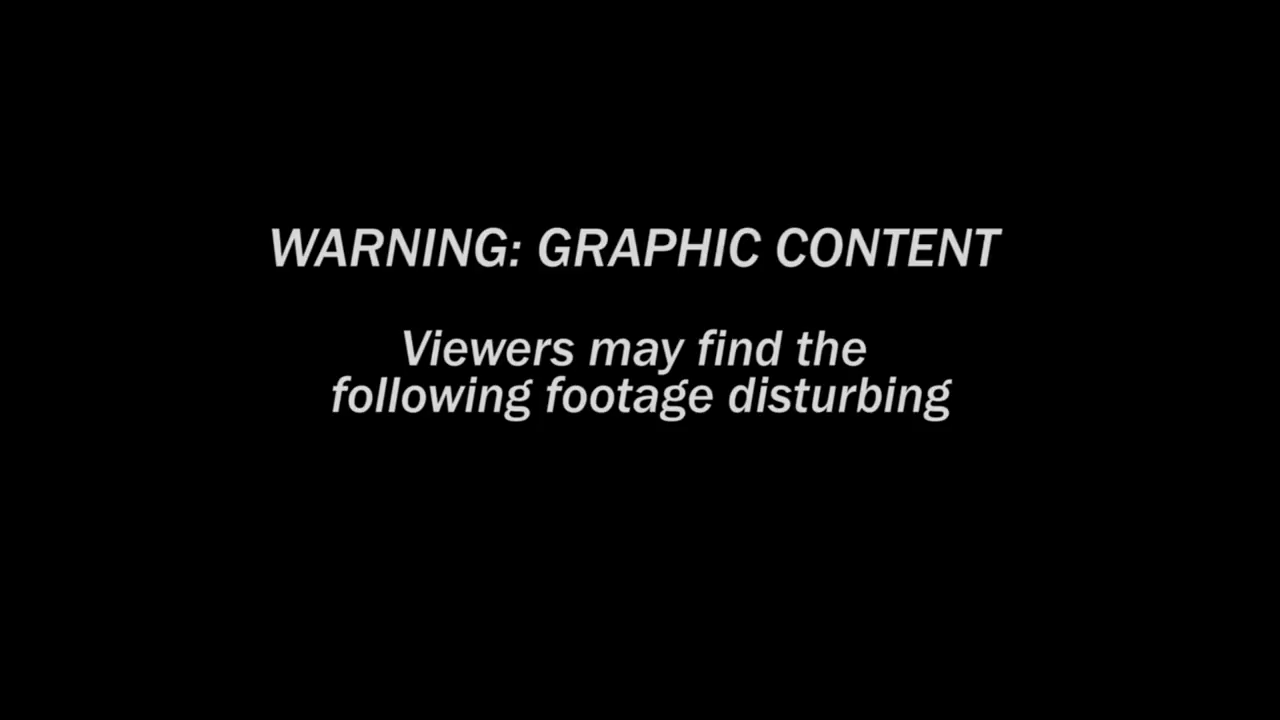 WARNING: GRAPHIC CONTENT
Viewers may find the
following footage disturbing